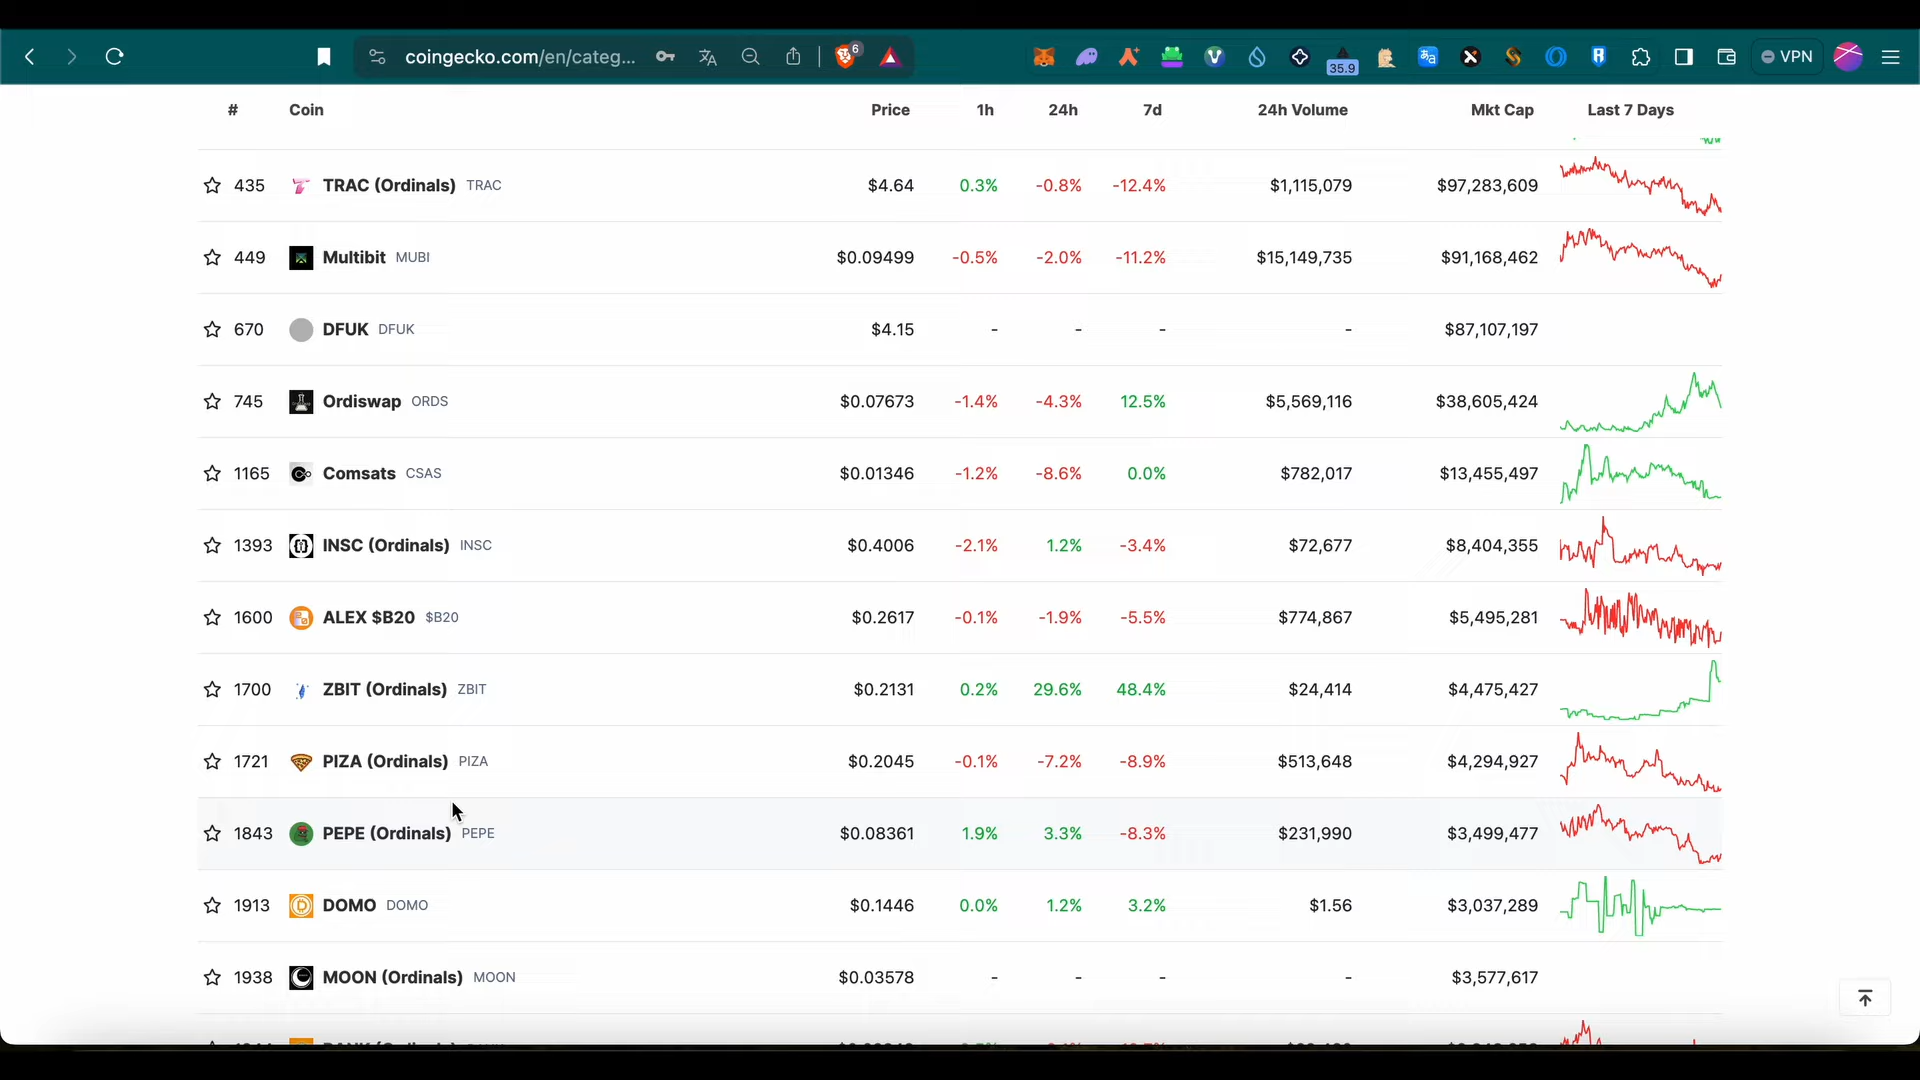 coingecko.com/en/categ...
6
35.9
VPN
# Coin Price 1h 24h 7d 24h Volume Mkt Cap Last 7 Days
435 TRAC (Ordinals) TRAC $4.64 0.3% -0.8% -12.4% $1,115,079 $97,283,609
449 Multibit MUBI $0.09499 -0.5% -2.0% -11.2% $15,149,735 $91,168,462
670 DFUK DFUK $4.15 - - - - $87,107,197
745 Ordiswap ORDS $0.07673 -1.4% -4.3% 12.5% $5,569,116 $38,605,424
1165 Comsats CSAS $0.01346 -1.2% -8.6% 0.0% $782,017 $13,455,497
1393 INSC (Ordinals) INSC $0.4006 -2.1% 1.2% -3.4% $72,677 $8,404,355
1600 ALEX $B20 $B20 $0.2617 -0.1% -1.9% -5.5% $774,867 $5,495,281
1700 ZBIT (Ordinals) ZBIT $0.2131 0.2% 29.6% 48.4% $24,414 $4,475,427
1721 PIZA (Ordinals) PIZA $0.2045 -0.1% -7.2% -8.9% $513,648 $4,294,927
1843 PEPE (Ordinals) PEPE $0.08361 1.9% 3.3% -8.3% $231,990 $3,499,477
1913 DOMO DOMO $0.1446 0.0% 1.2% 3.2% $1.56 $3,037,289
1938 MOON (Ordinals) MOON $0.03578 - - - - $3,577,617